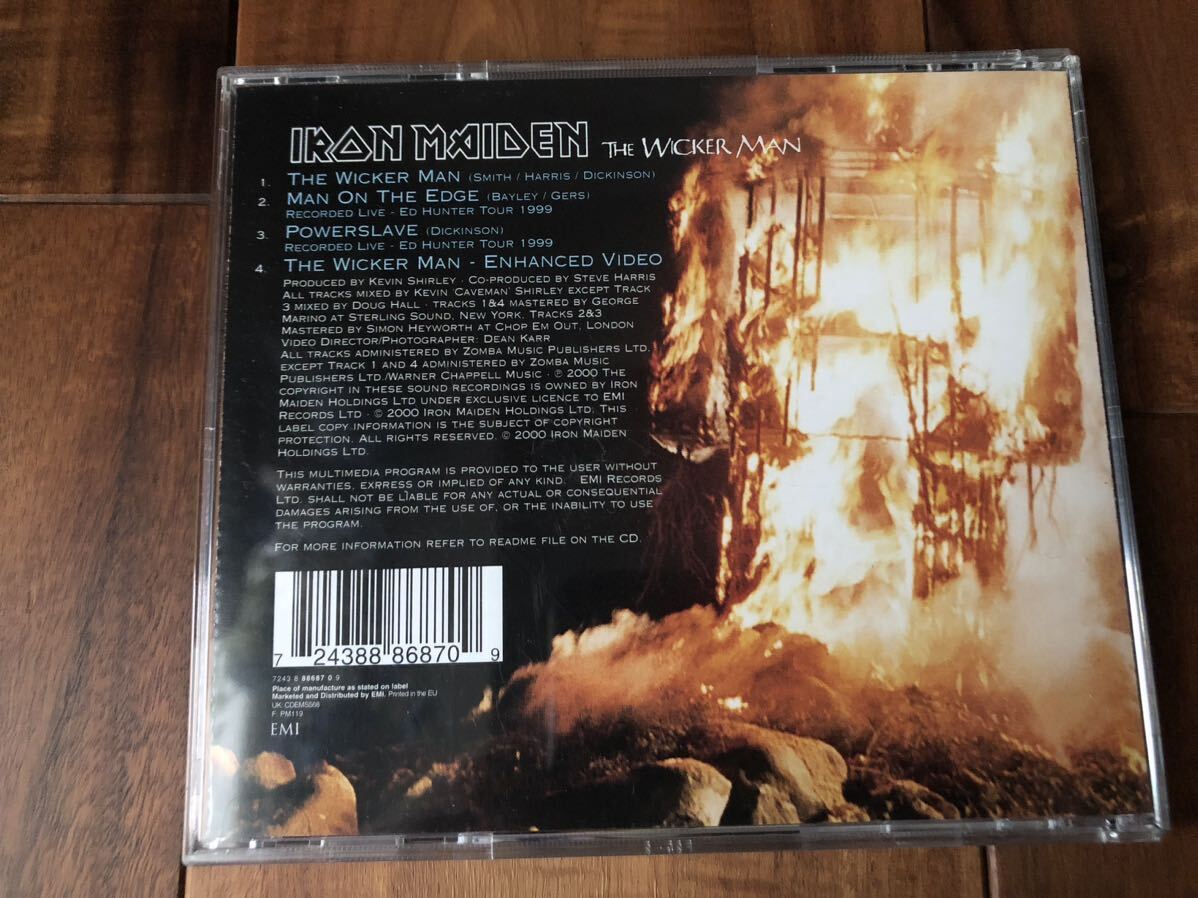 IRON MAIDEN THE WICKER MAN
1. THE WICKER MAN (SMITH / HARRIS / DICKINSON)
2. MAN ON THE EDGE (BAYLEY / GERS)
RECORDED LIVE - ED HUNTER TOUR 1999
3. POWERSLAVE (DICKINSON)
RECORDED LIVE - ED HUNTER TOUR 1999
4. THE WICKER MAN - ENHANCED VIDEO
PRODUCED BY KEVIN SHIRLEY · CO-PRODUCED BY STEVE HARRIS
ALL TRACKS MIXED BY KEVIN 'CAVEMAN' SHIRLEY EXCEPT TRACK
3 MIXED BY DOUG HALL · TRACKS 1&4 MASTERED BY GEORGE
MARINO AT STERLING SOUND, NEW YORK, TRACKS 2&3
MASTERED BY SIMON HEYWORTH AT CHOP EM OUT, LONDON
VIDEO DIRECTOR/PHOTOGRAPHER: DEAN KARR
ALL TRACKS ADMINISTERED BY ZOMBA MUSIC PUBLISHERS LTD.
EXCEPT TRACK 1 AND 4 ADMINISTERED BY ZOMBA MUSIC
PUBLISHERS LTD./WARNER CHAPPELL MUSIC · ℗ 2000 THE
COPYRIGHT IN THESE SOUND RECORDINGS IS OWNED BY IRON
MAIDEN HOLDINGS LTD UNDER EXCLUSIVE LICENCE TO EMI
RECORDS LTD · © 2000 IRON MAIDEN HOLDINGS LTD. THIS
LABEL COPY INFORMATION IS THE SUBJECT OF COPYRIGHT
PROTECTION. ALL RIGHTS RESERVED. © 2000 IRON MAIDEN
HOLDINGS LTD.
THIS MULTIMEDIA PROGRAM IS PROVIDED TO THE USER WITHOUT
WARRANTIES, EXRRESS OR IMPLIED OF ANY KIND. EMI RECORDS
LTD. SHALL NOT BE LIABLE FOR ANY ACTUAL OR CONSEQUENTIAL
DAMAGES ARISING FROM THE USE OF, OR THE INABILITY TO USE
THE PROGRAM.
FOR MORE INFORMATION REFER TO README FILE ON THE CD.
7 24388 86870 9
7243 8 88687 0 9
Place of manufacture as stated on label
Marketed and Distributed by EMI. Printed in the EU
UK: CDEMS568
F: PM119
EMI